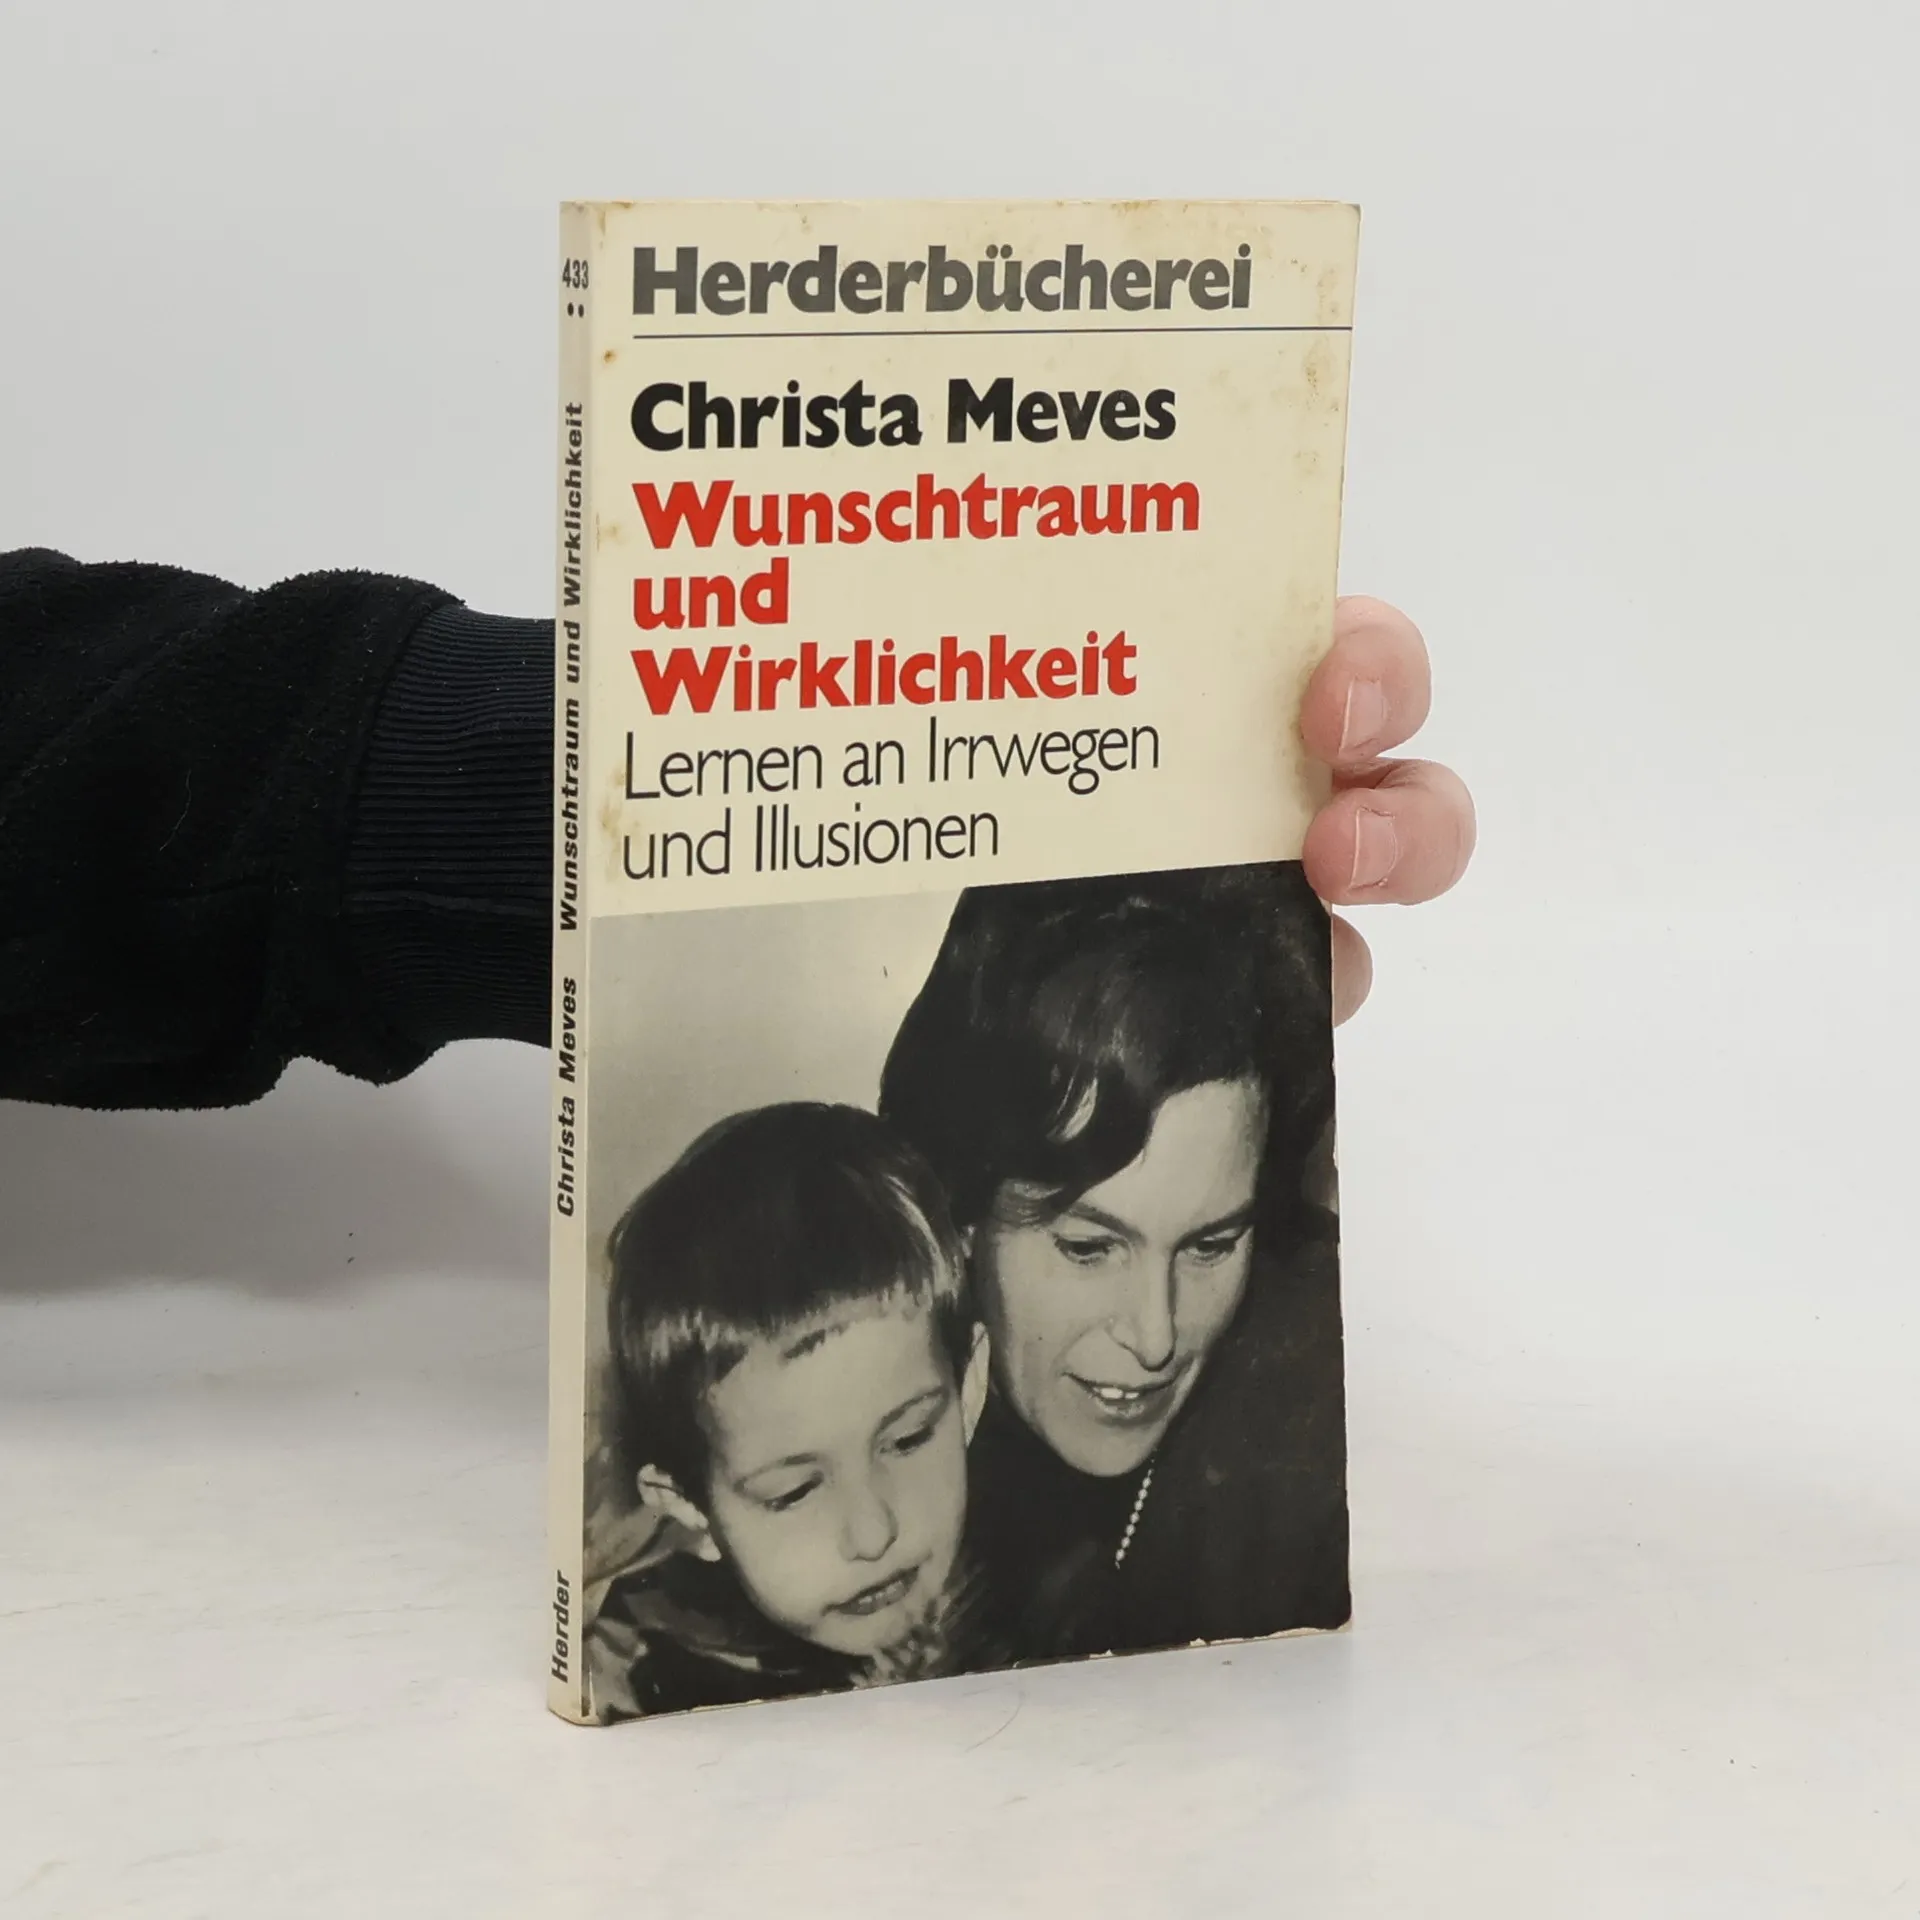 Herderbücherei
Christa Meves
Wunschtraum
und
Wirklichkeit
Lernen an Irrwegen
und Illusionen
433
Christa Meves Wunschtraum und Wirklichkeit
Herder